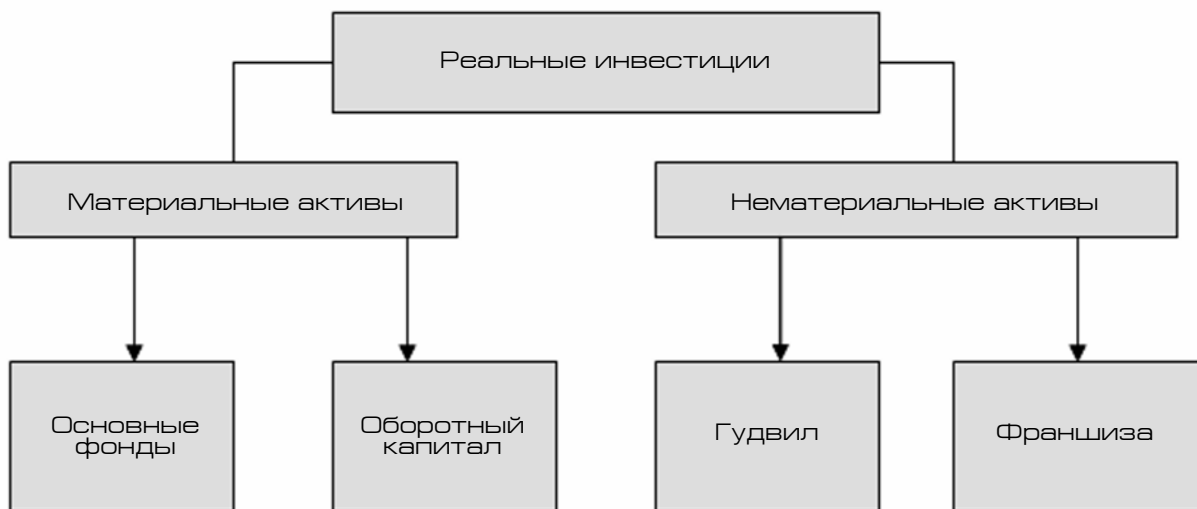 Реальные инвестиции
Материальные активы
Нематериальные активы
Основные
фонды
Оборотный
капитал
Гудвил
Франшиза